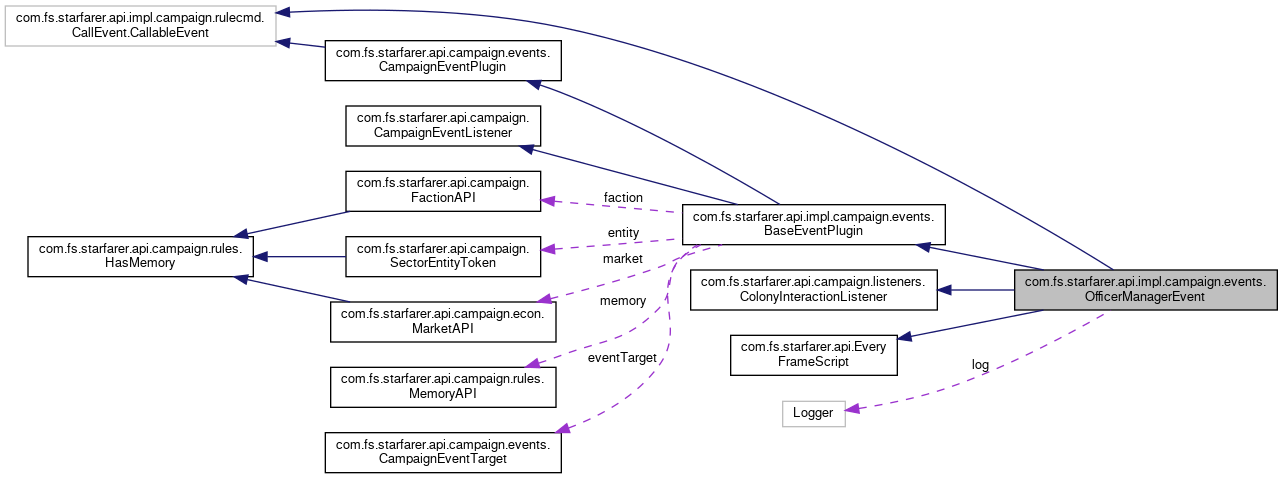 com.fs.starfarer.api.impl.campaign.rulecmd.
CallEvent.CallableEvent
com.fs.starfarer.api.campaign.events.
CampaignEventPlugin
com.fs.starfarer.api.campaign.
CampaignEventListener
com.fs.starfarer.api.campaign.
FactionAPI
faction
com.fs.starfarer.api.impl.campaign.events.
BaseEventPlugin
entity
com.fs.starfarer.api.campaign.rules.
HasMemory
com.fs.starfarer.api.campaign.
SectorEntityToken
market
com.fs.starfarer.api.campaign.listeners.
ColonyInteractionListener
com.fs.starfarer.api.impl.campaign.events.
OfficerManagerEvent
memory
com.fs.starfarer.api.campaign.econ.
MarketAPI
com.fs.starfarer.api.Every
FrameScript
eventTarget
log
com.fs.starfarer.api.campaign.rules.
MemoryAPI
Logger
com.fs.starfarer.api.campaign.events.
CampaignEventTarget